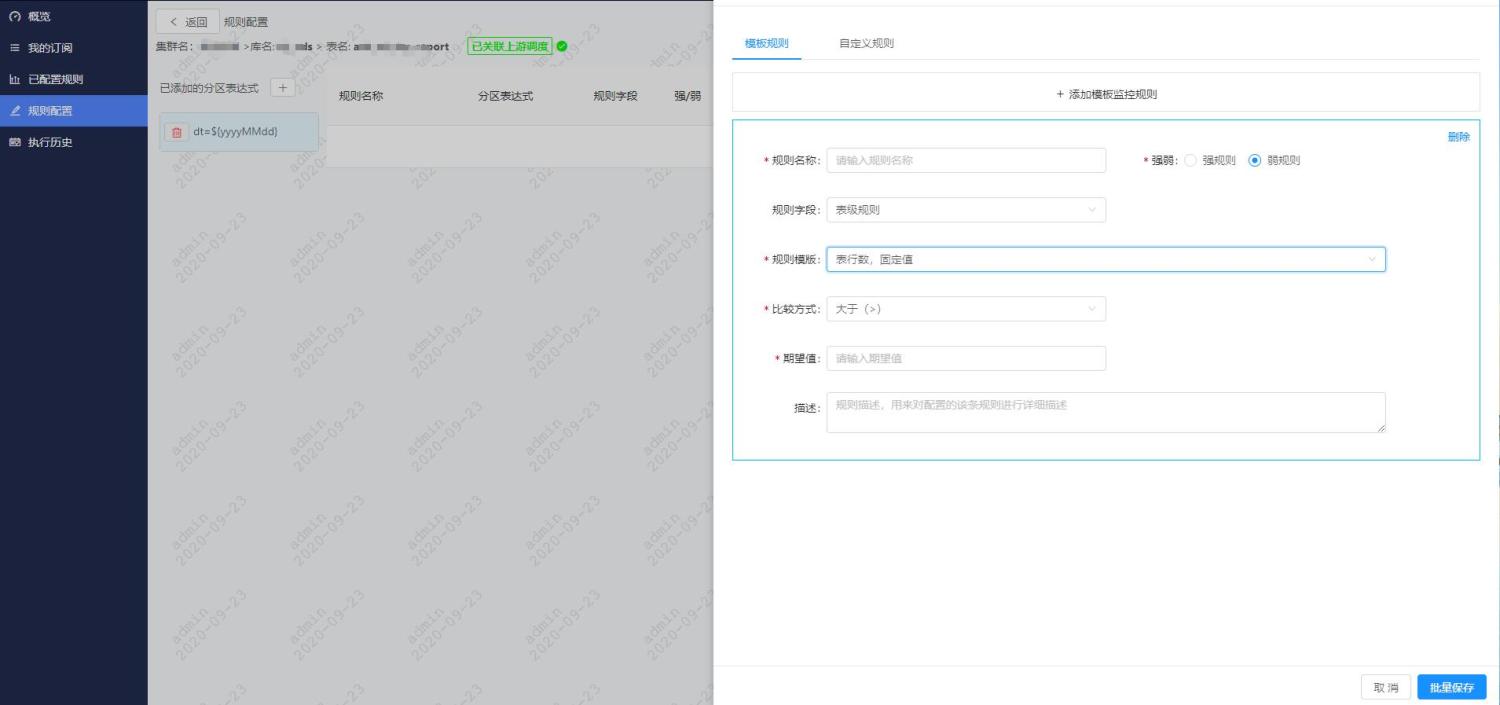 概览
我的订阅
已配置规则
规则配置
执行历史
返回 规则配置
集群名: >库名: ds > 表名: a report 已关联上游调度
已添加的分区表达式 +
dt=${yyyyMMdd}
规则名称 分区表达式 规则字段 强/弱
模板规则 自定义规则
+ 添加模板监控规则
删除
* 规则名称: 请输入规则名称 * 强弱: 强规则 弱规则
规则字段: 表级规则
* 规则模版: 表行数，固定值
* 比较方式: 大于（>）
* 期望值: 请输入期望值
描述: 规则描述，用来对配置的该条规则进行详细描述
取 消 批量保存
admin
2020-09-23